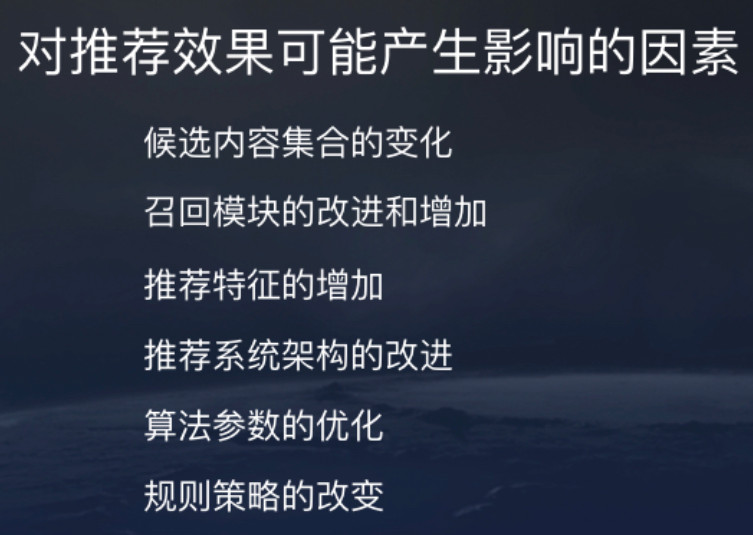 对推荐效果可能产生影响的因素
候选内容集合的变化
召回模块的改进和增加
推荐特征的增加
推荐系统架构的改进
算法参数的优化
规则策略的改变